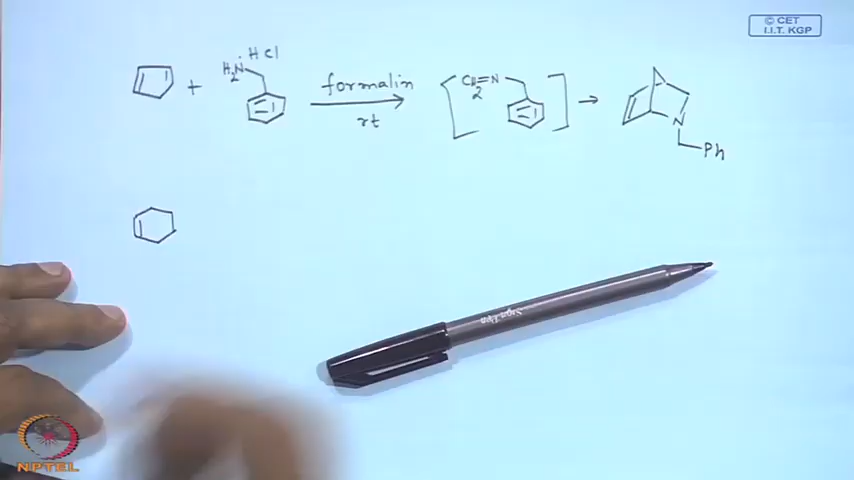 © CET
I.I.T. KGP
+ H₂N HCl formalin [ CH₂=N ] →
rt
N
Ph
NPTEL